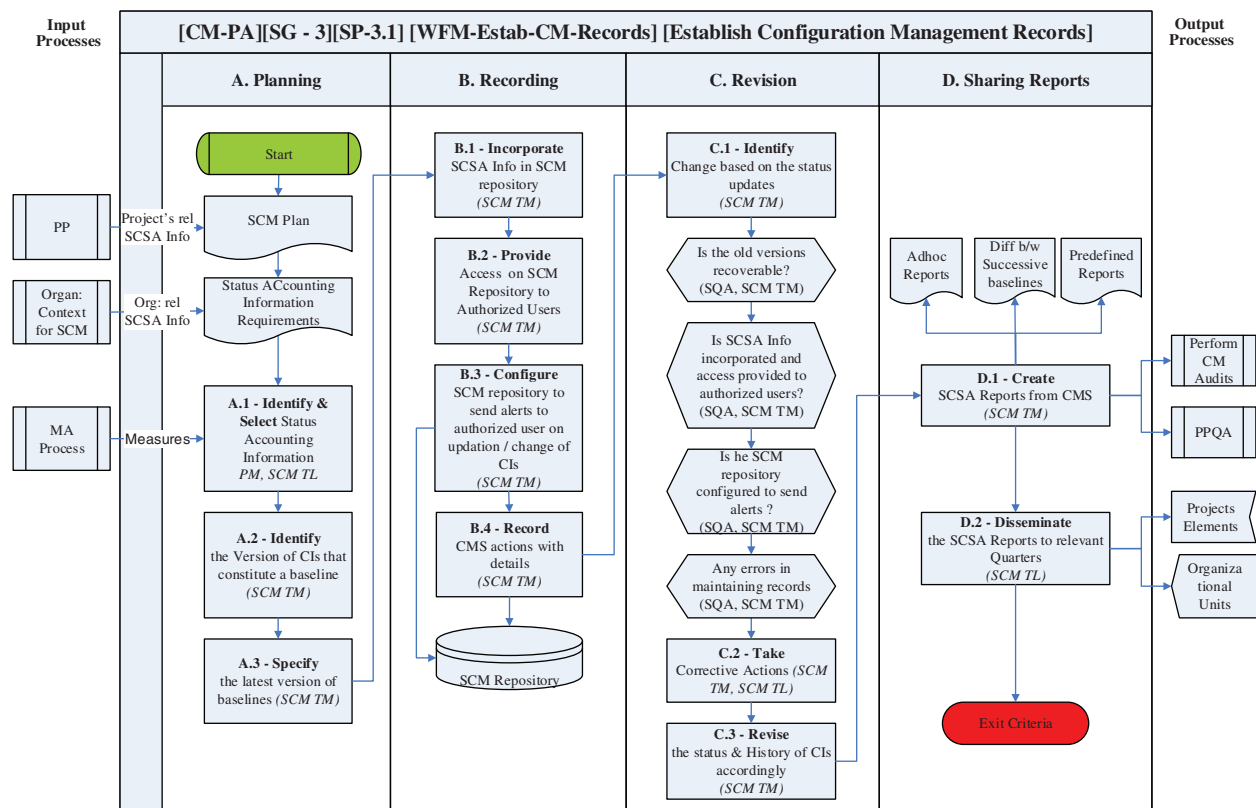 Input
Processes
[CM-PA][SG - 3][SP-3.1] [WFM-Estab-CM-Records] [Establish Configuration Management Records]
Output
Processes
A. Planning
B. Recording
C. Revision
D. Sharing Reports
PP
Organ:
Context
for SCM
MA
Process
Project's rel
SCSA Info
Org: rel
SCSA Info
Measures
Start
SCM Plan
Status ACcounting
Information
Requirements
A.1 - Identify &
Select Status
Accounting
Information
PM, SCM TL
A.2 - Identify
the Version of CIs that
constitute a baseline
(SCM TM)
A.3 - Specify
the latest version of
baselines (SCM TM)
B.1 - Incorporate
SCSA Info in SCM
repository
(SCM TM)
B.2 - Provide
Access on SCM
Repository to
Authorized Users
(SCM TM)
B.3 - Configure
SCM repository to
send alerts to
authorized user on
updation / change of
CIs
(SCM TM)
B.4 - Record
CMS actions with
details
(SCM TM)
SCM Repository
C.1 - Identify
Change based on the status
updates
(SCM TM)
Is the old versions
recoverable?
(SQA, SCM TM)
Is SCSA Info
incorporated and
access provided to
authorized users?
(SQA, SCM TM)
Is he SCM
repository
configured to send
alerts ?
(SQA, SCM TM)
Any errors in
maintaining records
(SQA, SCM TM)
C.2 - Take
Corrective Actions (SCM
TM, SCM TL)
C.3 - Revise
the status & History of CIs
accordingly
(SCM TM)
Adhoc
Reports
Diff b/w
Successive
baselines
Predefined
Reports
D.1 - Create
SCSA Reports from CMS
(SCM TM)
D.2 - Disseminate
the SCSA Reports to relevant
Quarters
(SCM TL)
Exit Criteria
Perform
CM
Audits
PPQA
Projects
Elements
Organiza
tional
Units